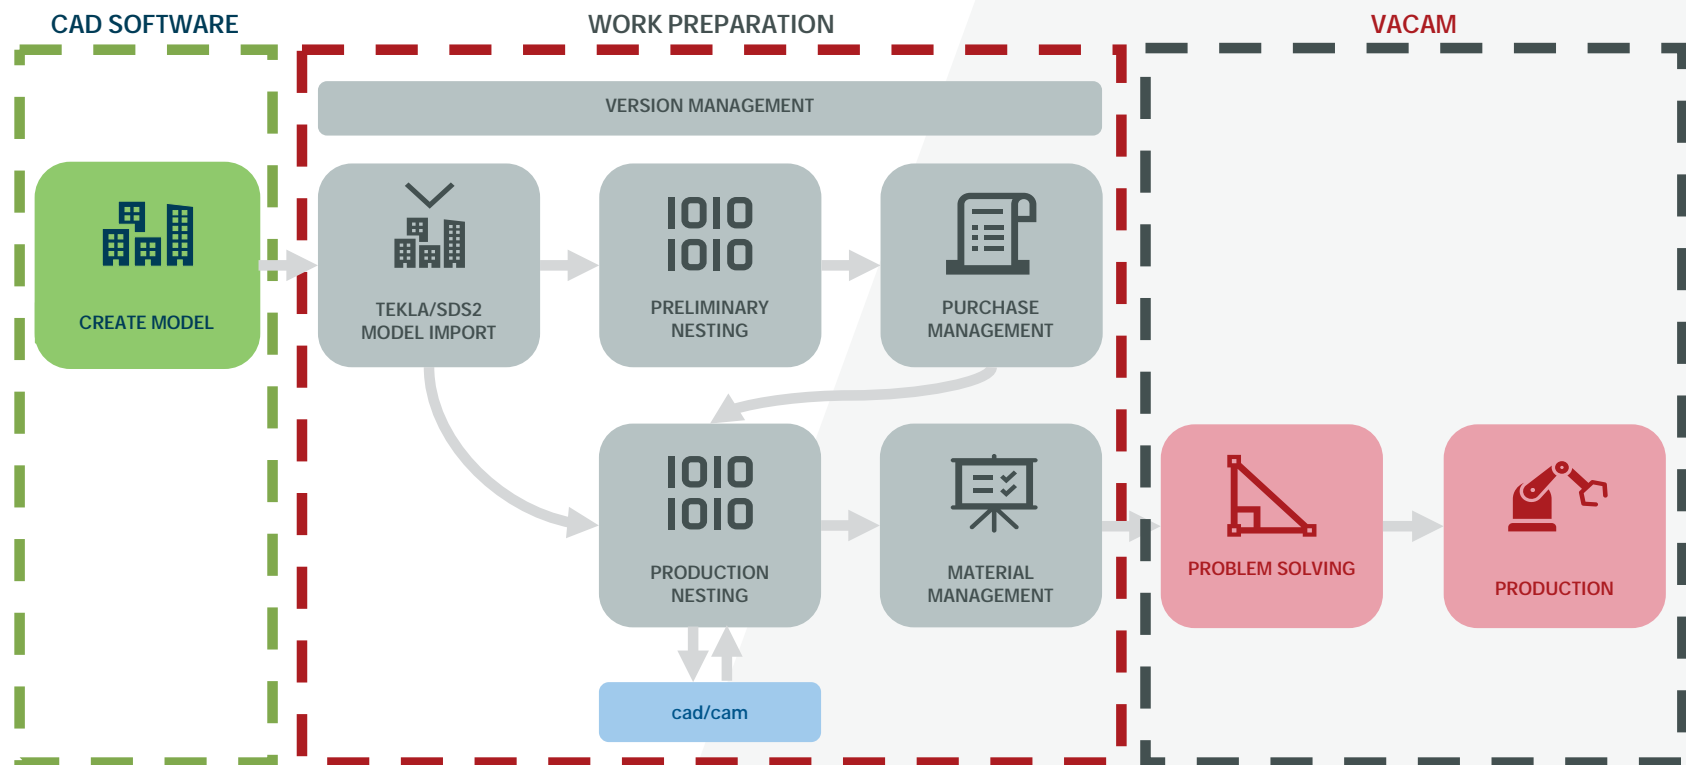 CAD SOFTWARE
WORK PREPARATION
VACAM
VERSION MANAGEMENT
CREATE MODEL
TEKLA/SDS2
MODEL IMPORT
1010
1010
PRELIMINARY
NESTING
PURCHASE
MANAGEMENT
1010
1010
PRODUCTION
NESTING
MATERIAL
MANAGEMENT
PROBLEM SOLVING
PRODUCTION
cad/cam